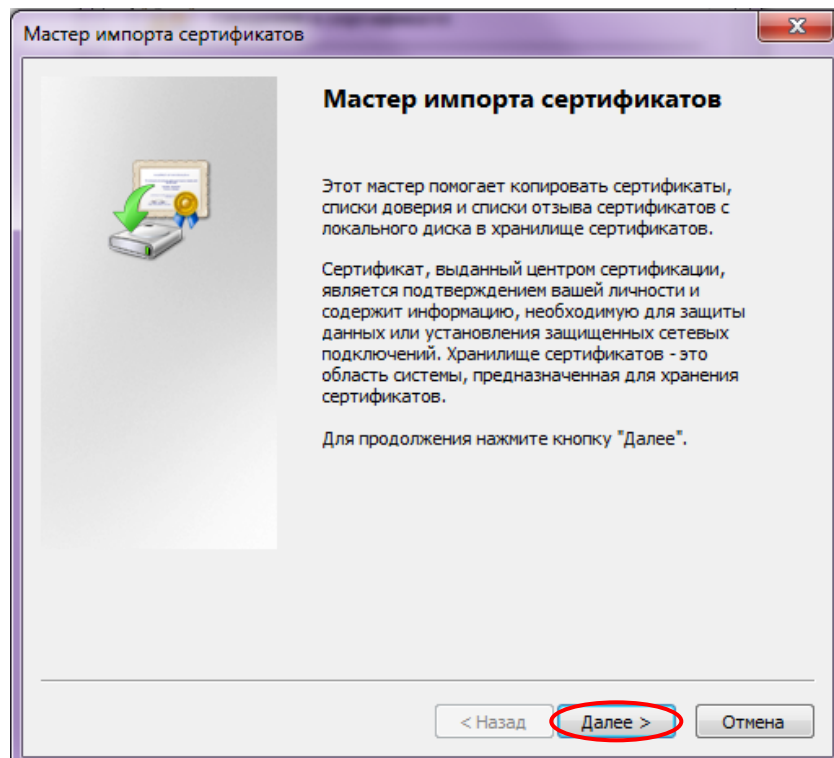 Мастер импорта сертификатов
Мастер импорта сертификатов
Этот мастер помогает копировать сертификаты,
списки доверия и списки отзыва сертификатов с
локального диска в хранилище сертификатов.
Сертификат, выданный центром сертификации,
является подтверждением вашей личности и
содержит информацию, необходимую для защиты
данных или установления защищенных сетевых
подключений. Хранилище сертификатов - это
область системы, предназначенная для хранения
сертификатов.
Для продолжения нажмите кнопку "Далее".
< Назад
Далее >
Отмена